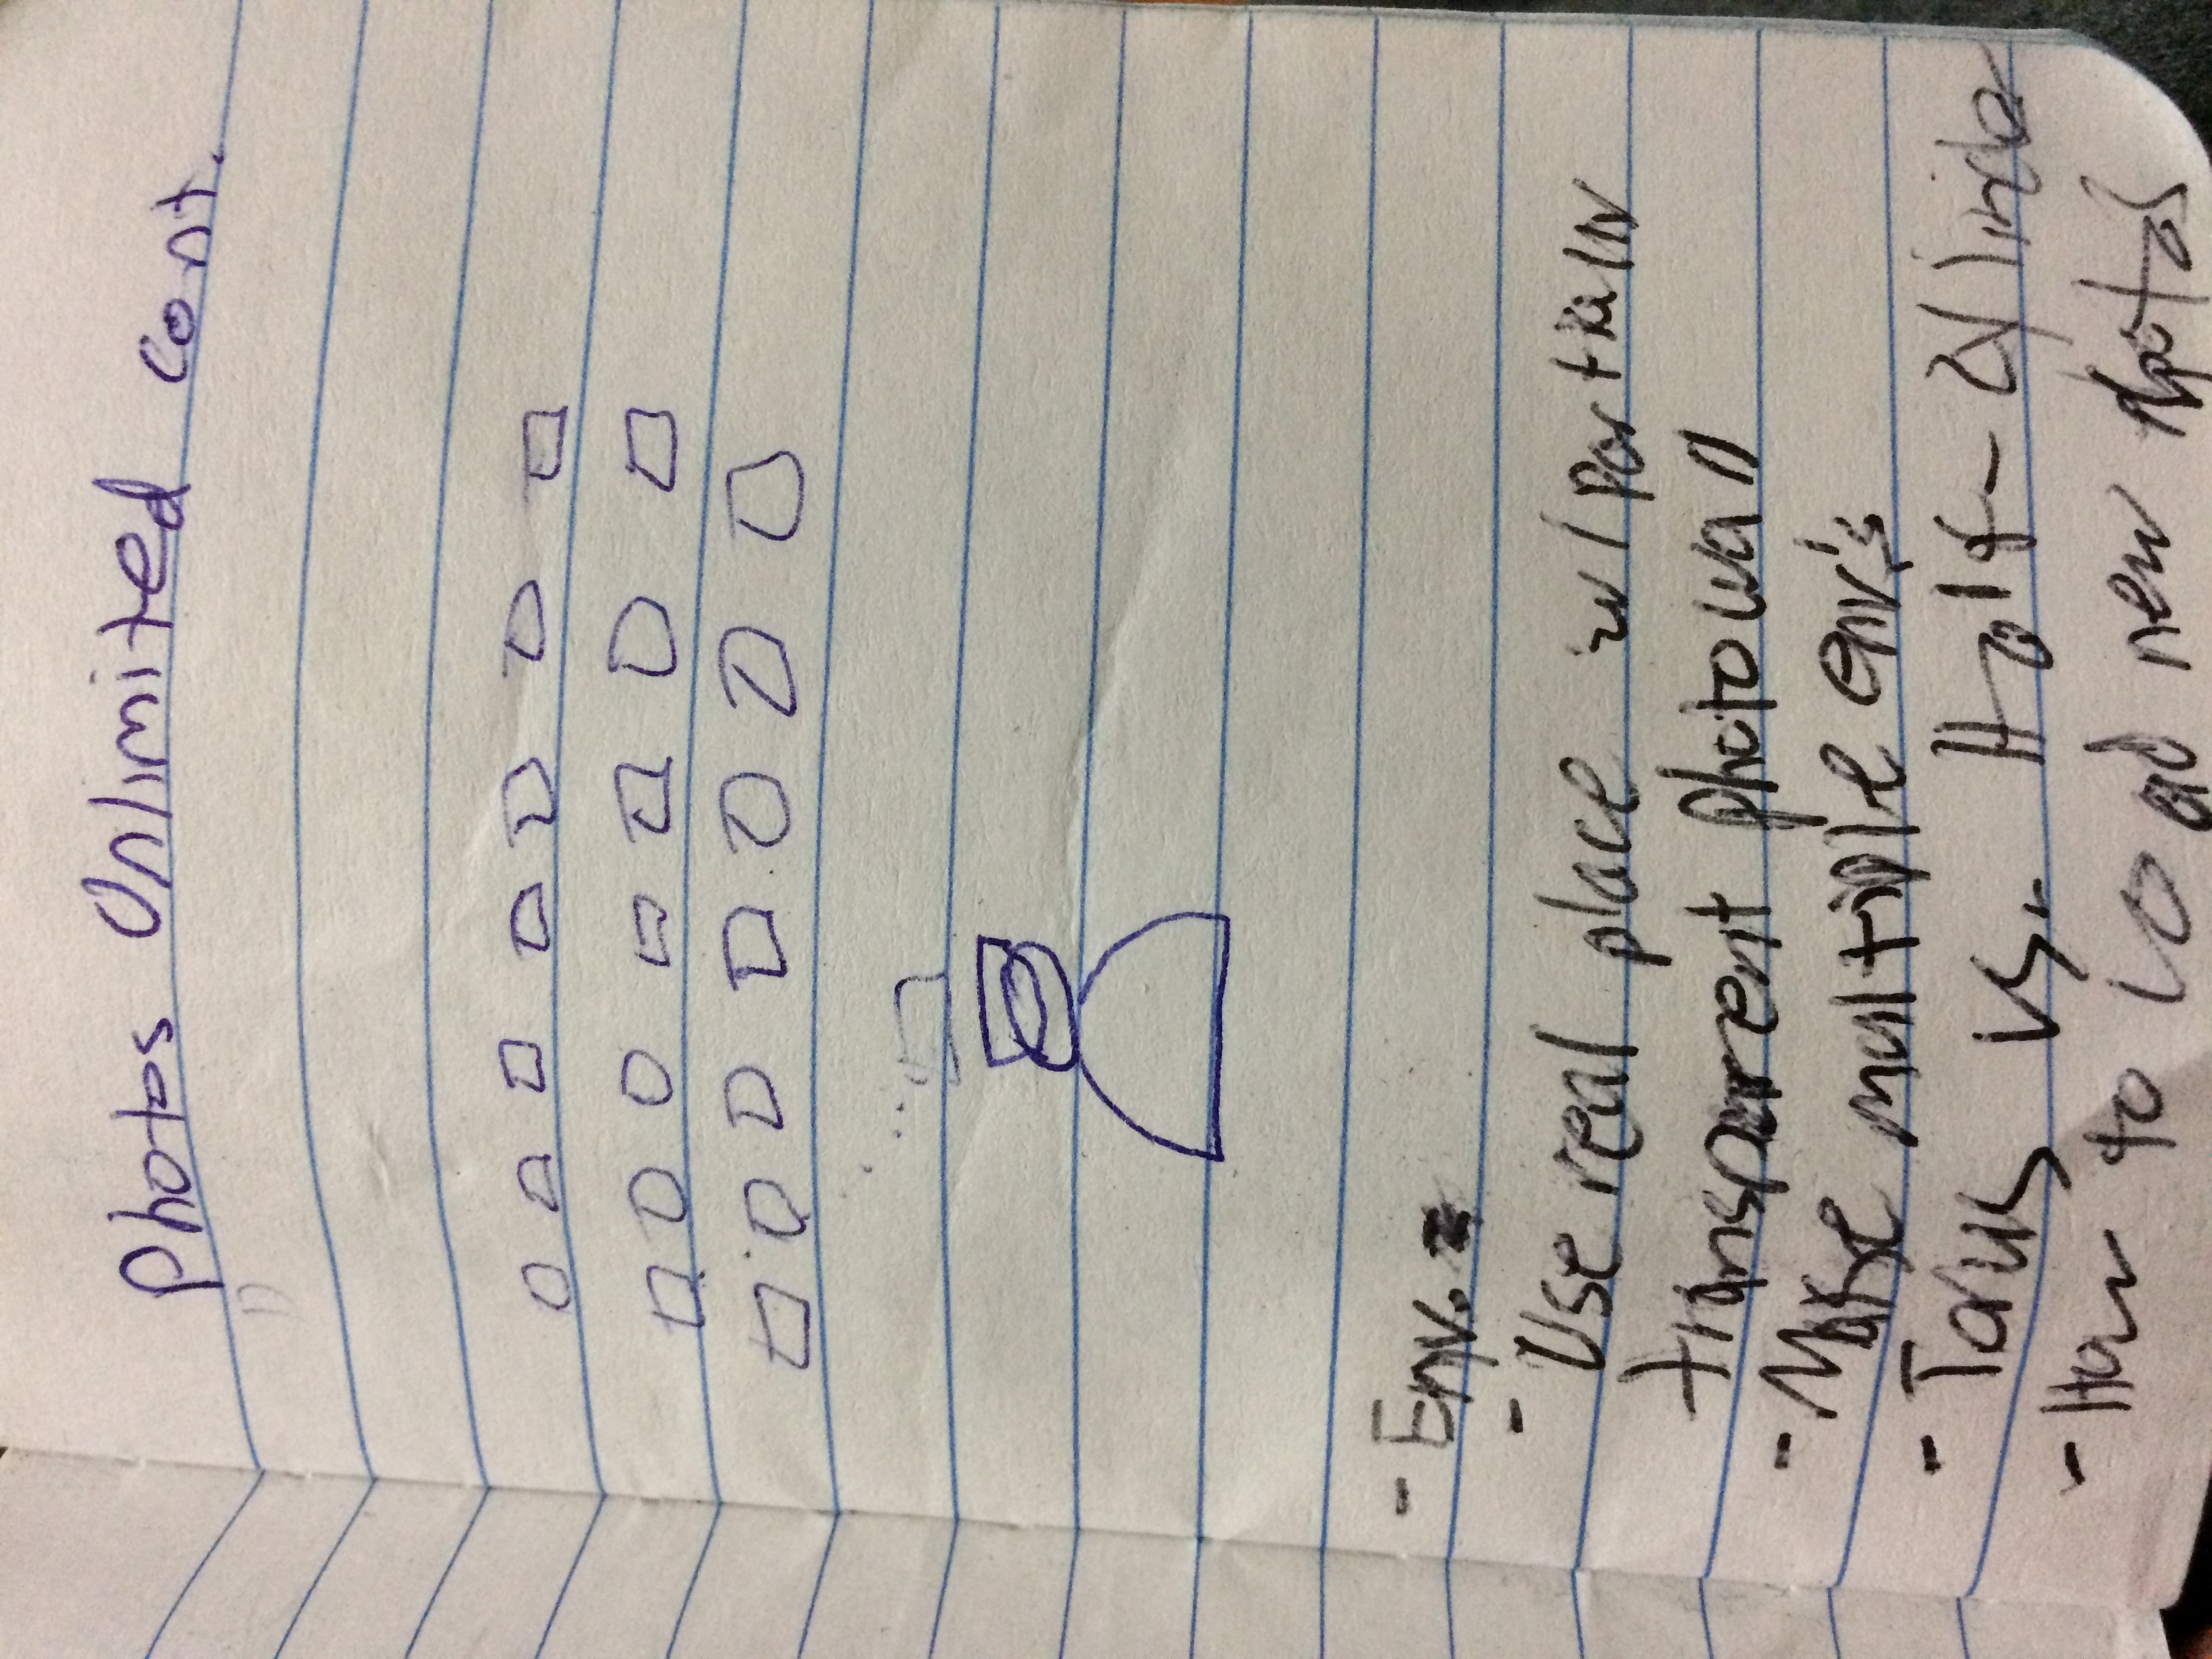 Photos Unlimited cont.
- Env.
- Use real place w/ partially
transparent photowall
- Make multiple env's
- Torus vs. Half-cylinder
- How to load new photos